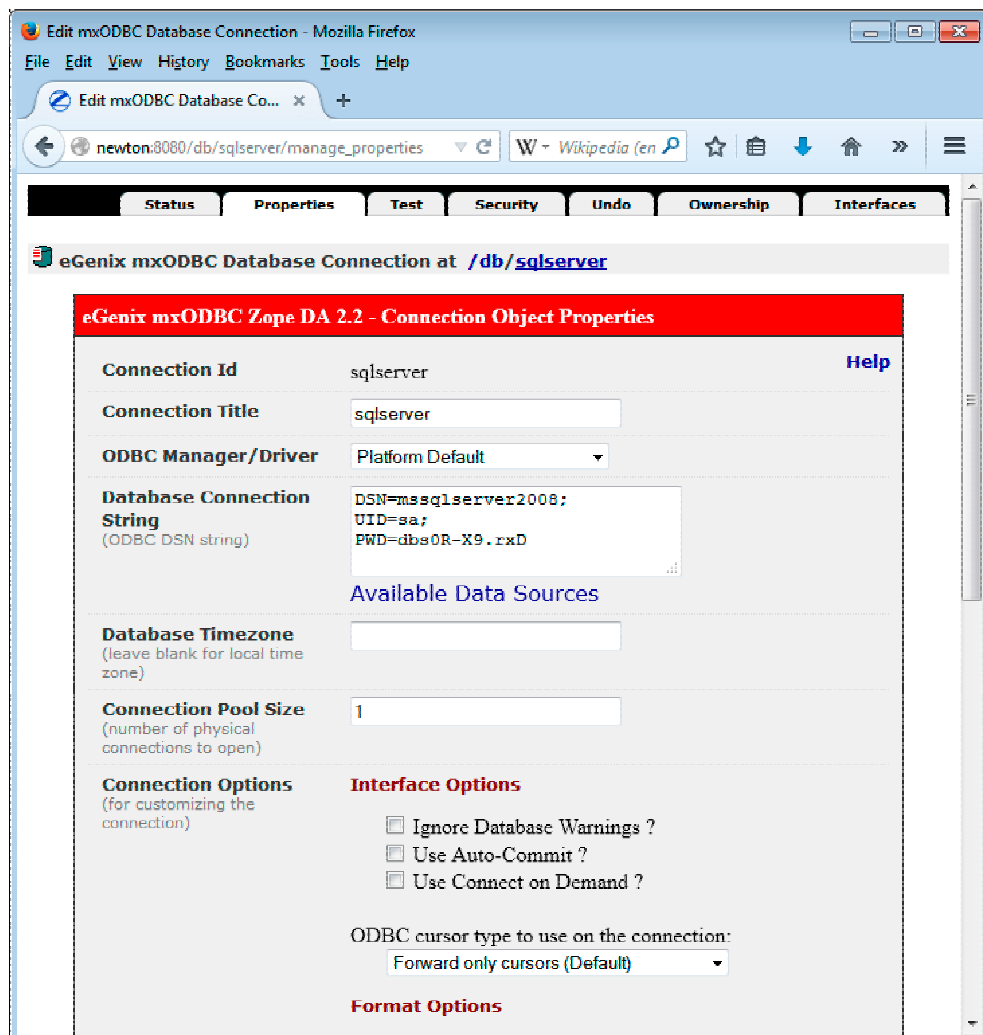 Edit mxODBC Database Connection - Mozilla Firefox
File Edit View History Bookmarks Tools Help
Edit mxODBC Database Co... × +
newton:8080/db/sqlserver/manage_properties W Wikipedia (en
Status Properties Test Security Undo Ownership Interfaces
eGenix mxODBC Database Connection at /db/sqlserver
eGenix mxODBC Zope DA 2.2 - Connection Object Properties
Help
Connection Id sqlserver
Connection Title sqlserver
ODBC Manager/Driver Platform Default
Database Connection String
(ODBC DSN string)
DSN=mssqlserver2008;
UID=sa;
PWD=dbs0R-X9.rxD
Available Data Sources
Database Timezone
(leave blank for local time
zone)
Connection Pool Size 1
(number of physical
connections to open)
Connection Options
(for customizing the
connection)
Interface Options
Ignore Database Warnings ?
Use Auto-Commit ?
Use Connect on Demand ?
ODBC cursor type to use on the connection:
Forward only cursors (Default)
Format Options